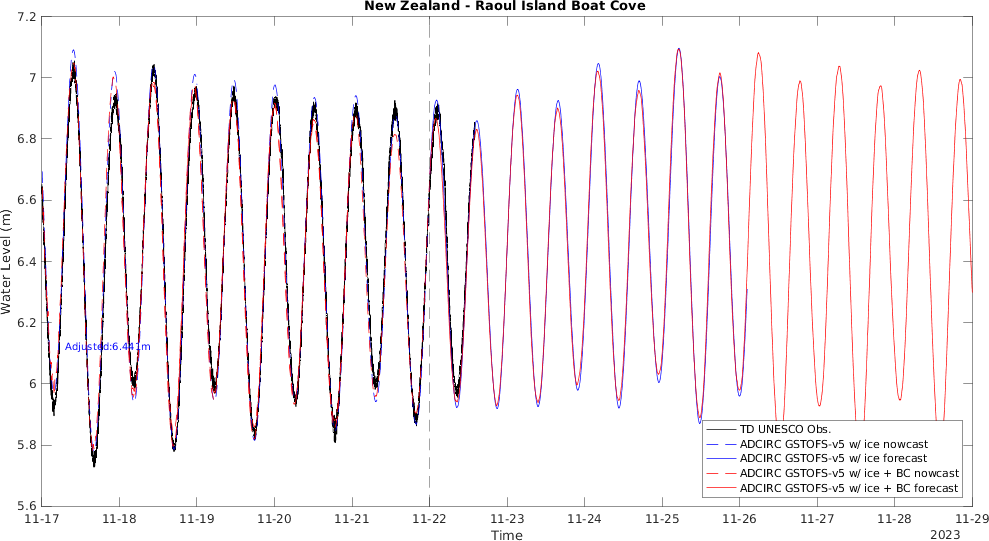 New Zealand - Raoul Island Boat Cove
7.2
7
6.8
6.6
6.4
6.2
6
5.8
5.6
Water Level (m)
Adjusted:6.441m
TD UNESCO Obs.
ADCIRC GSTOFS-v5 w/ ice nowcast
ADCIRC GSTOFS-v5 w/ ice forecast
ADCIRC GSTOFS-v5 w/ ice + BC nowcast
ADCIRC GSTOFS-v5 w/ ice + BC forecast
11-17 11-18 11-19 11-20 11-21 11-22 11-23 11-24 11-25 11-26 11-27 11-28 11-29
Time
2023